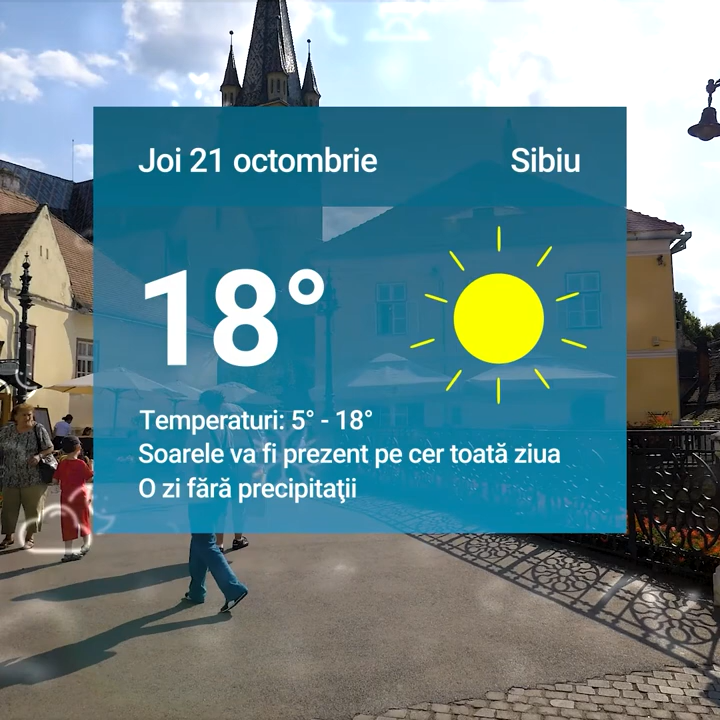 Joi 21 octombrie
Sibiu
18°
Temperaturi: 5° - 18°
Soarele va fi prezent pe cer toată ziua
O zi fără precipitaţii